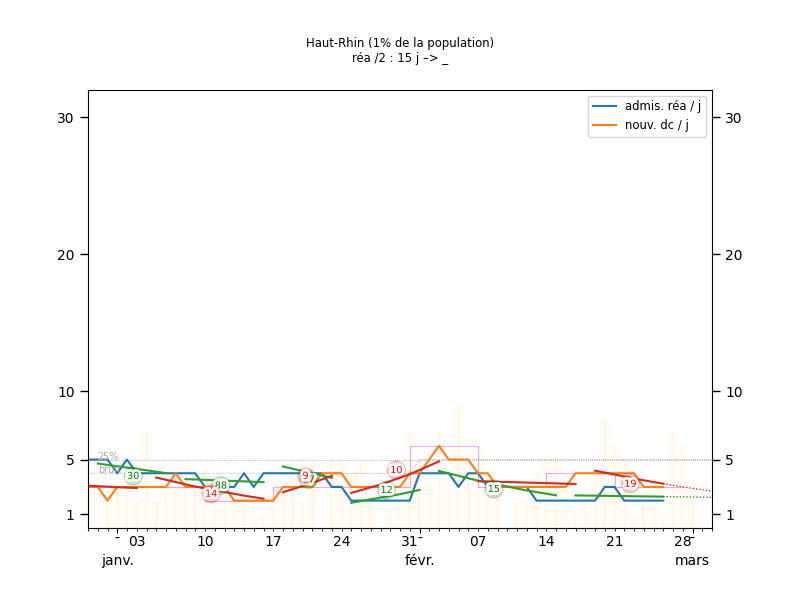 Haut-Rhin (1% de la population)
réa /2 : 15 j –> _
admis. réa / j
nouv. dc / j
30 30
20 20
10 10
5 5
1 1
25%
bruit
30
14
88
9
12
10
15
19
03 10 17 24 31 07 14 21 28
janv. févr. mars